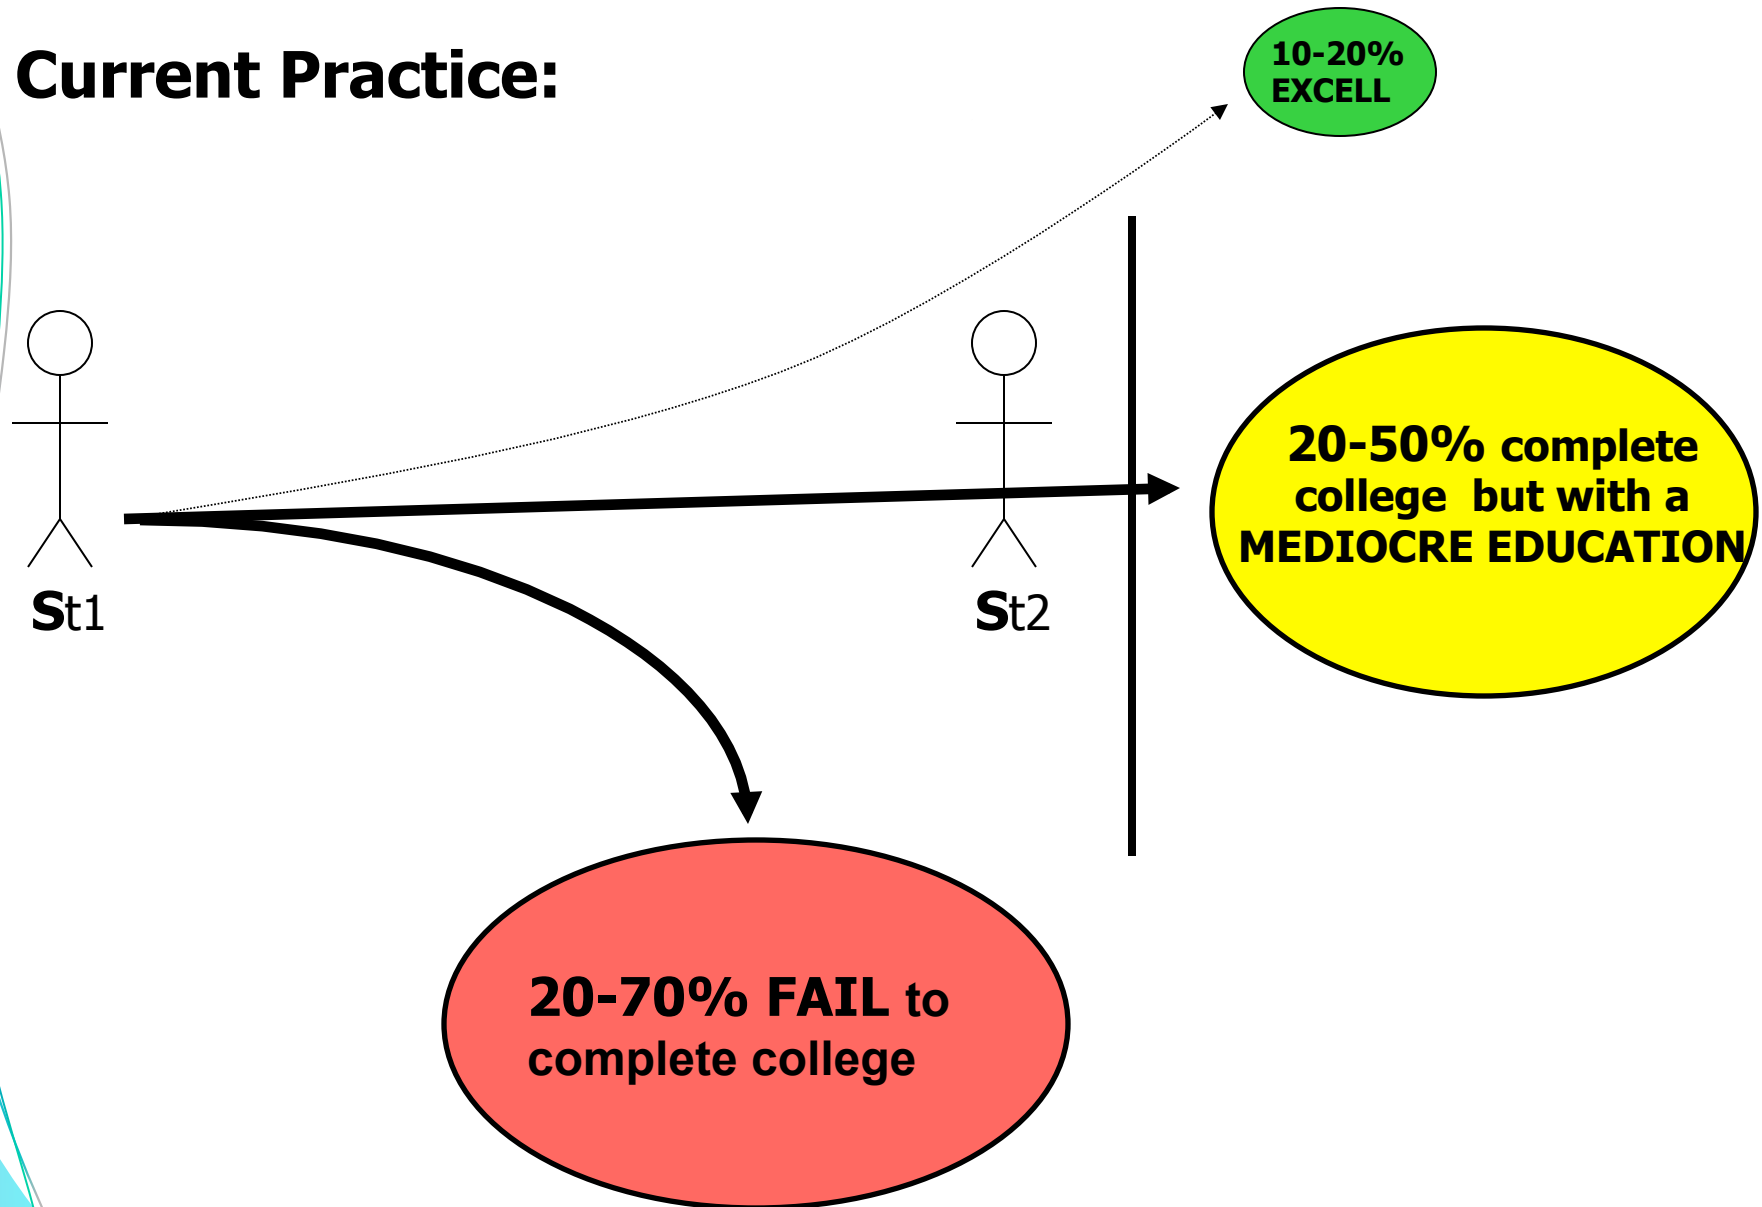 Current Practice:
10-20%
EXCELL
20-50% complete
college but with a
MEDIOCRE EDUCATION
St1
St2
20-70% FAIL to
complete college